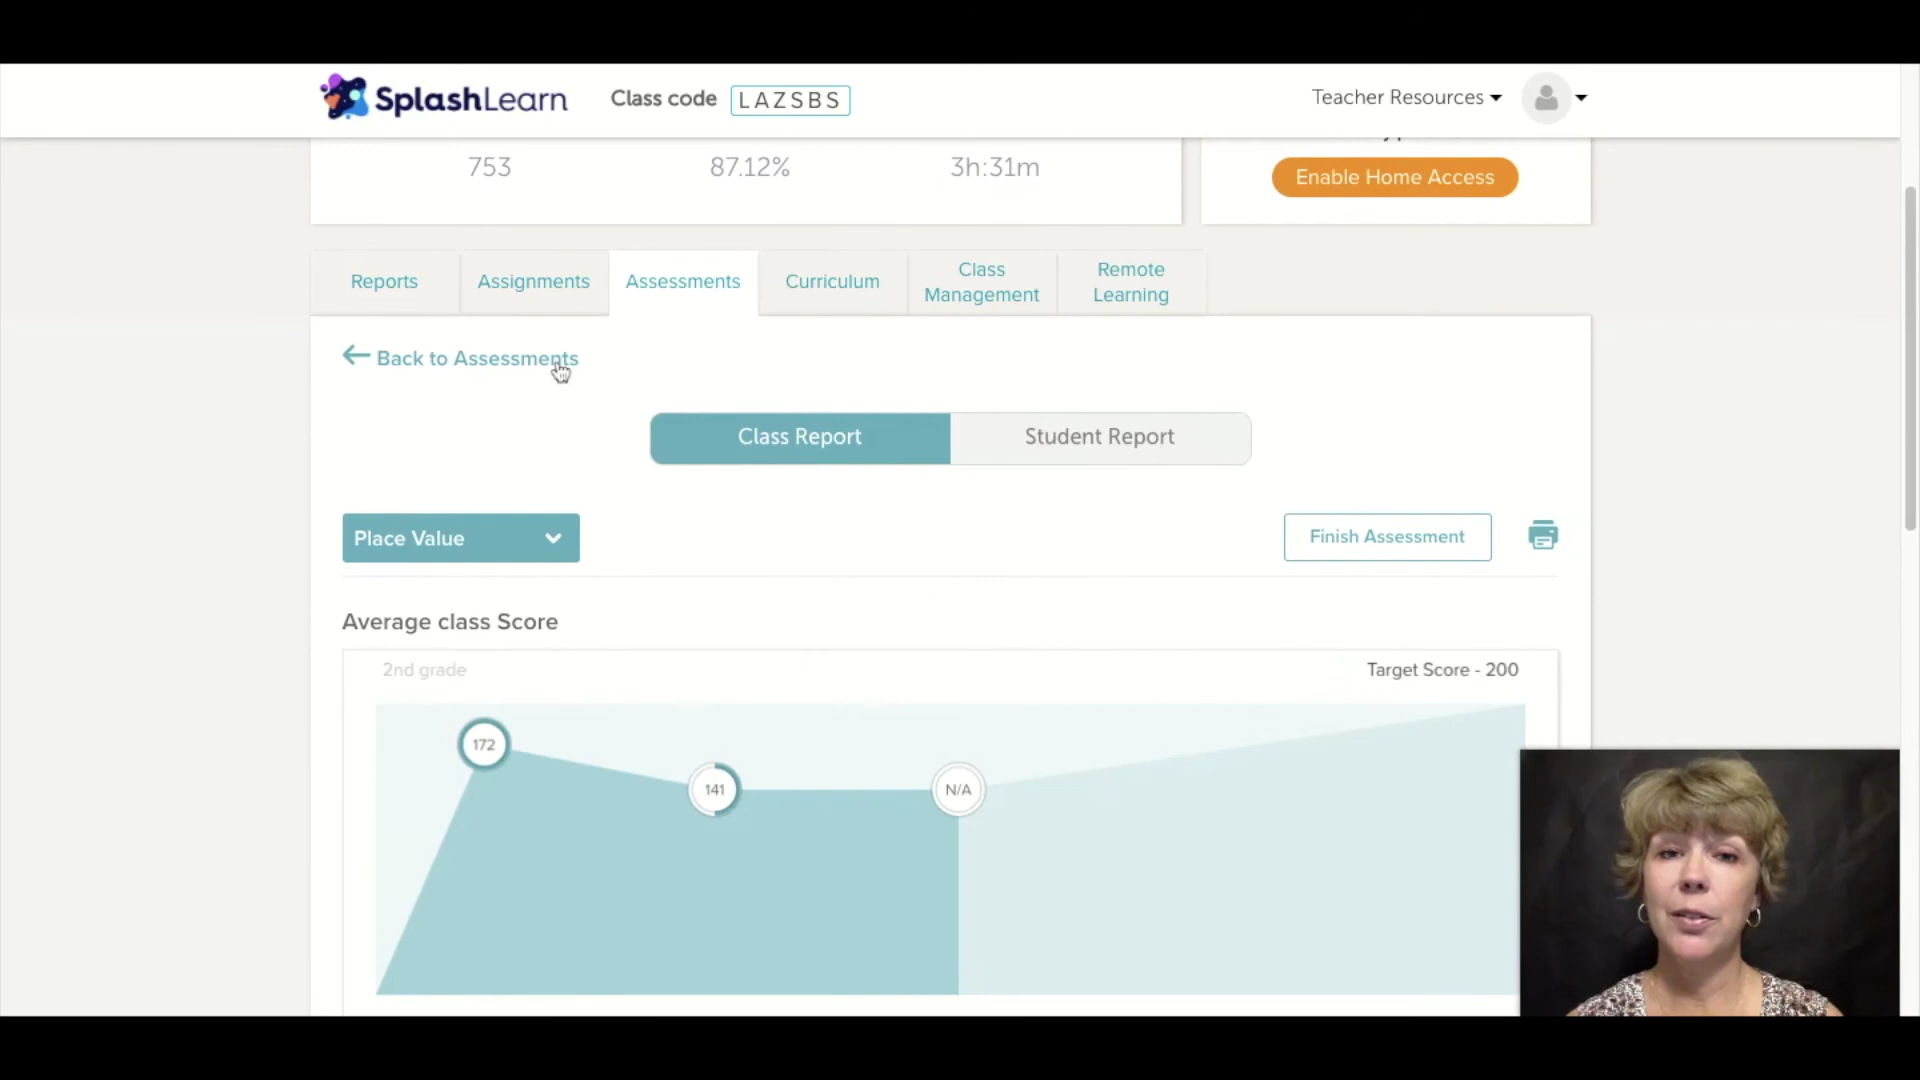 SplashLearn
Class code
LAZSBS
Teacher Resources
753
87.12%
3h:31m
Enable Home Access
Reports
Assignments
Assessments
Curriculum
Class
Management
Remote
Learning
Back to Assessments
Class Report
Student Report
Place Value
Finish Assessment
Average class Score
2nd grade
Target Score - 200
172
141
N/A